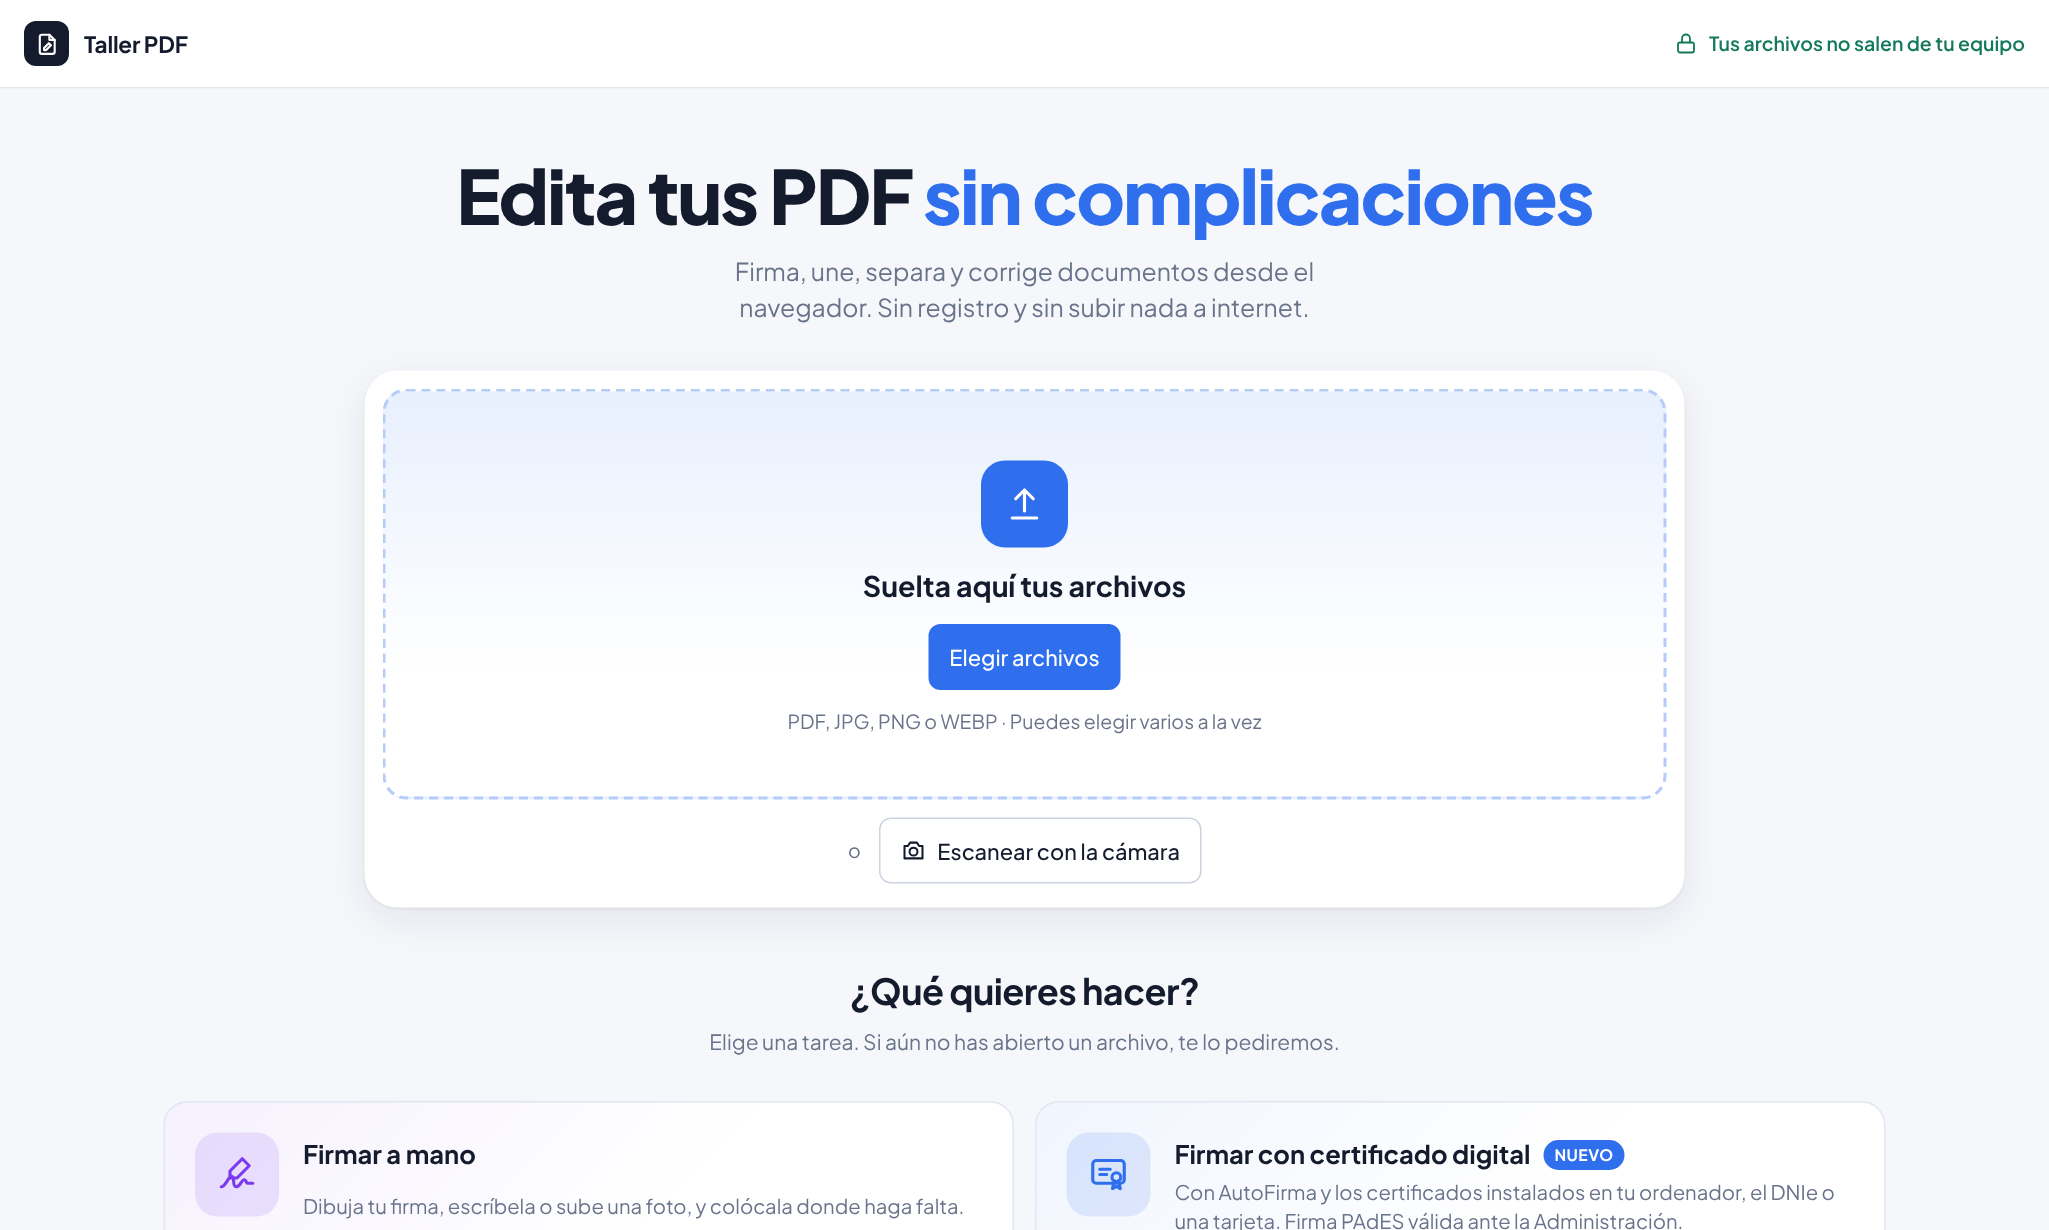 Taller PDF
Tus archivos no salen de tu equipo
Edita tus PDF sin complicaciones
Firma, une, separa y corrige documentos desde el
navegador. Sin registro y sin subir nada a internet.
Suelta aquí tus archivos
Elegir archivos
PDF, JPG, PNG o WEBP · Puedes elegir varios a la vez
o
Escanear con la cámara
¿Qué quieres hacer?
Elige una tarea. Si aún no has abierto un archivo, te lo pediremos.
Firmar a mano
Dibuja tu firma, escríbela o sube una foto, y colócala donde haga falta.
Firmar con certificado digital NUEVO
Con AutoFirma y los certificados instalados en tu ordenador, el DNIe o
una tarjeta. Firma PAdES válida ante la Administración.